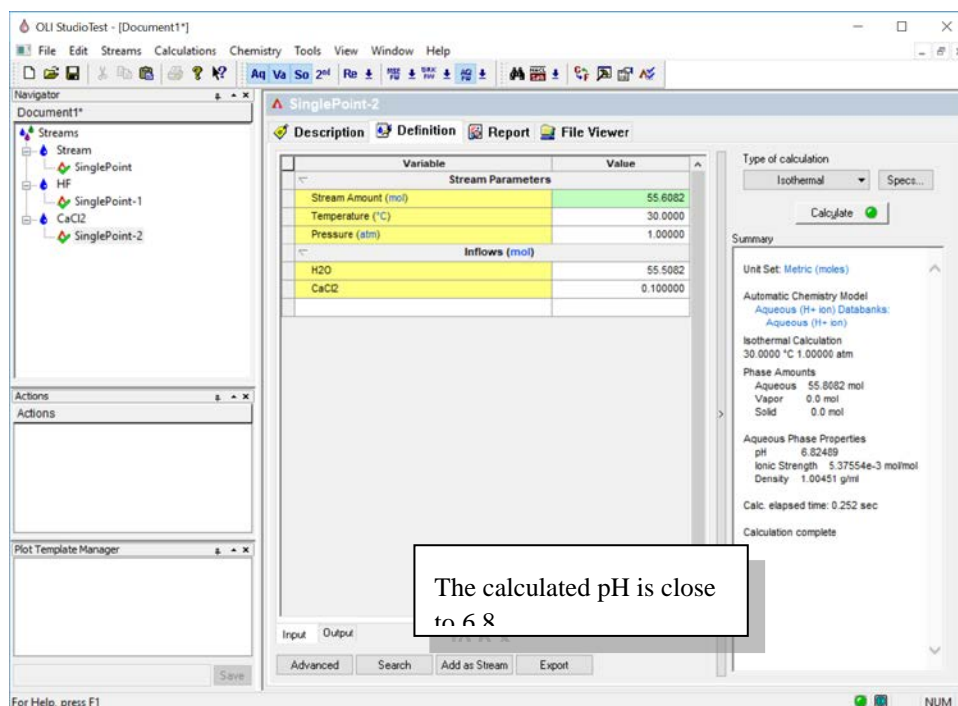 OLI StudioTest - [Document1*]
File Edit Streams Calculations Chemistry Tools View Window Help
Aq Va So 2nd Re
Navigator
Document1*
Streams
Stream
SinglePoint
HF
SinglePoint-1
CaCl2
SinglePoint-2
Actions
Actions
Plot Template Manager
Save
SinglePoint-2
Description Definition Report File Viewer
Variable Value
Stream Parameters
Stream Amount (mol) 55.6082
Temperature (°C) 30.0000
Pressure (atm) 1.00000
Inflows (mol)
H2O 55.5082
CaCl2 0.100000
Input Output
Advanced Search Add as Stream Export
Type of calculation
Isothermal Specs...
Calculate
Summary
Unit Set: Metric (moles)
Automatic Chemistry Model
Aqueous (H+ ion) Databanks:
Aqueous (H+ ion)
Isothermal Calculation
30.0000 °C 1.00000 atm
Phase Amounts
Aqueous 55.8082 mol
Vapor 0.0 mol
Solid 0.0 mol
Aqueous Phase Properties
pH 6.82489
Ionic Strength 5.37554e-3 mol/mol
Density 1.00451 g/ml
Calc. elapsed time: 0.252 sec
Calculation complete
The calculated pH is close
to 6.8
For Help, press F1
NUM